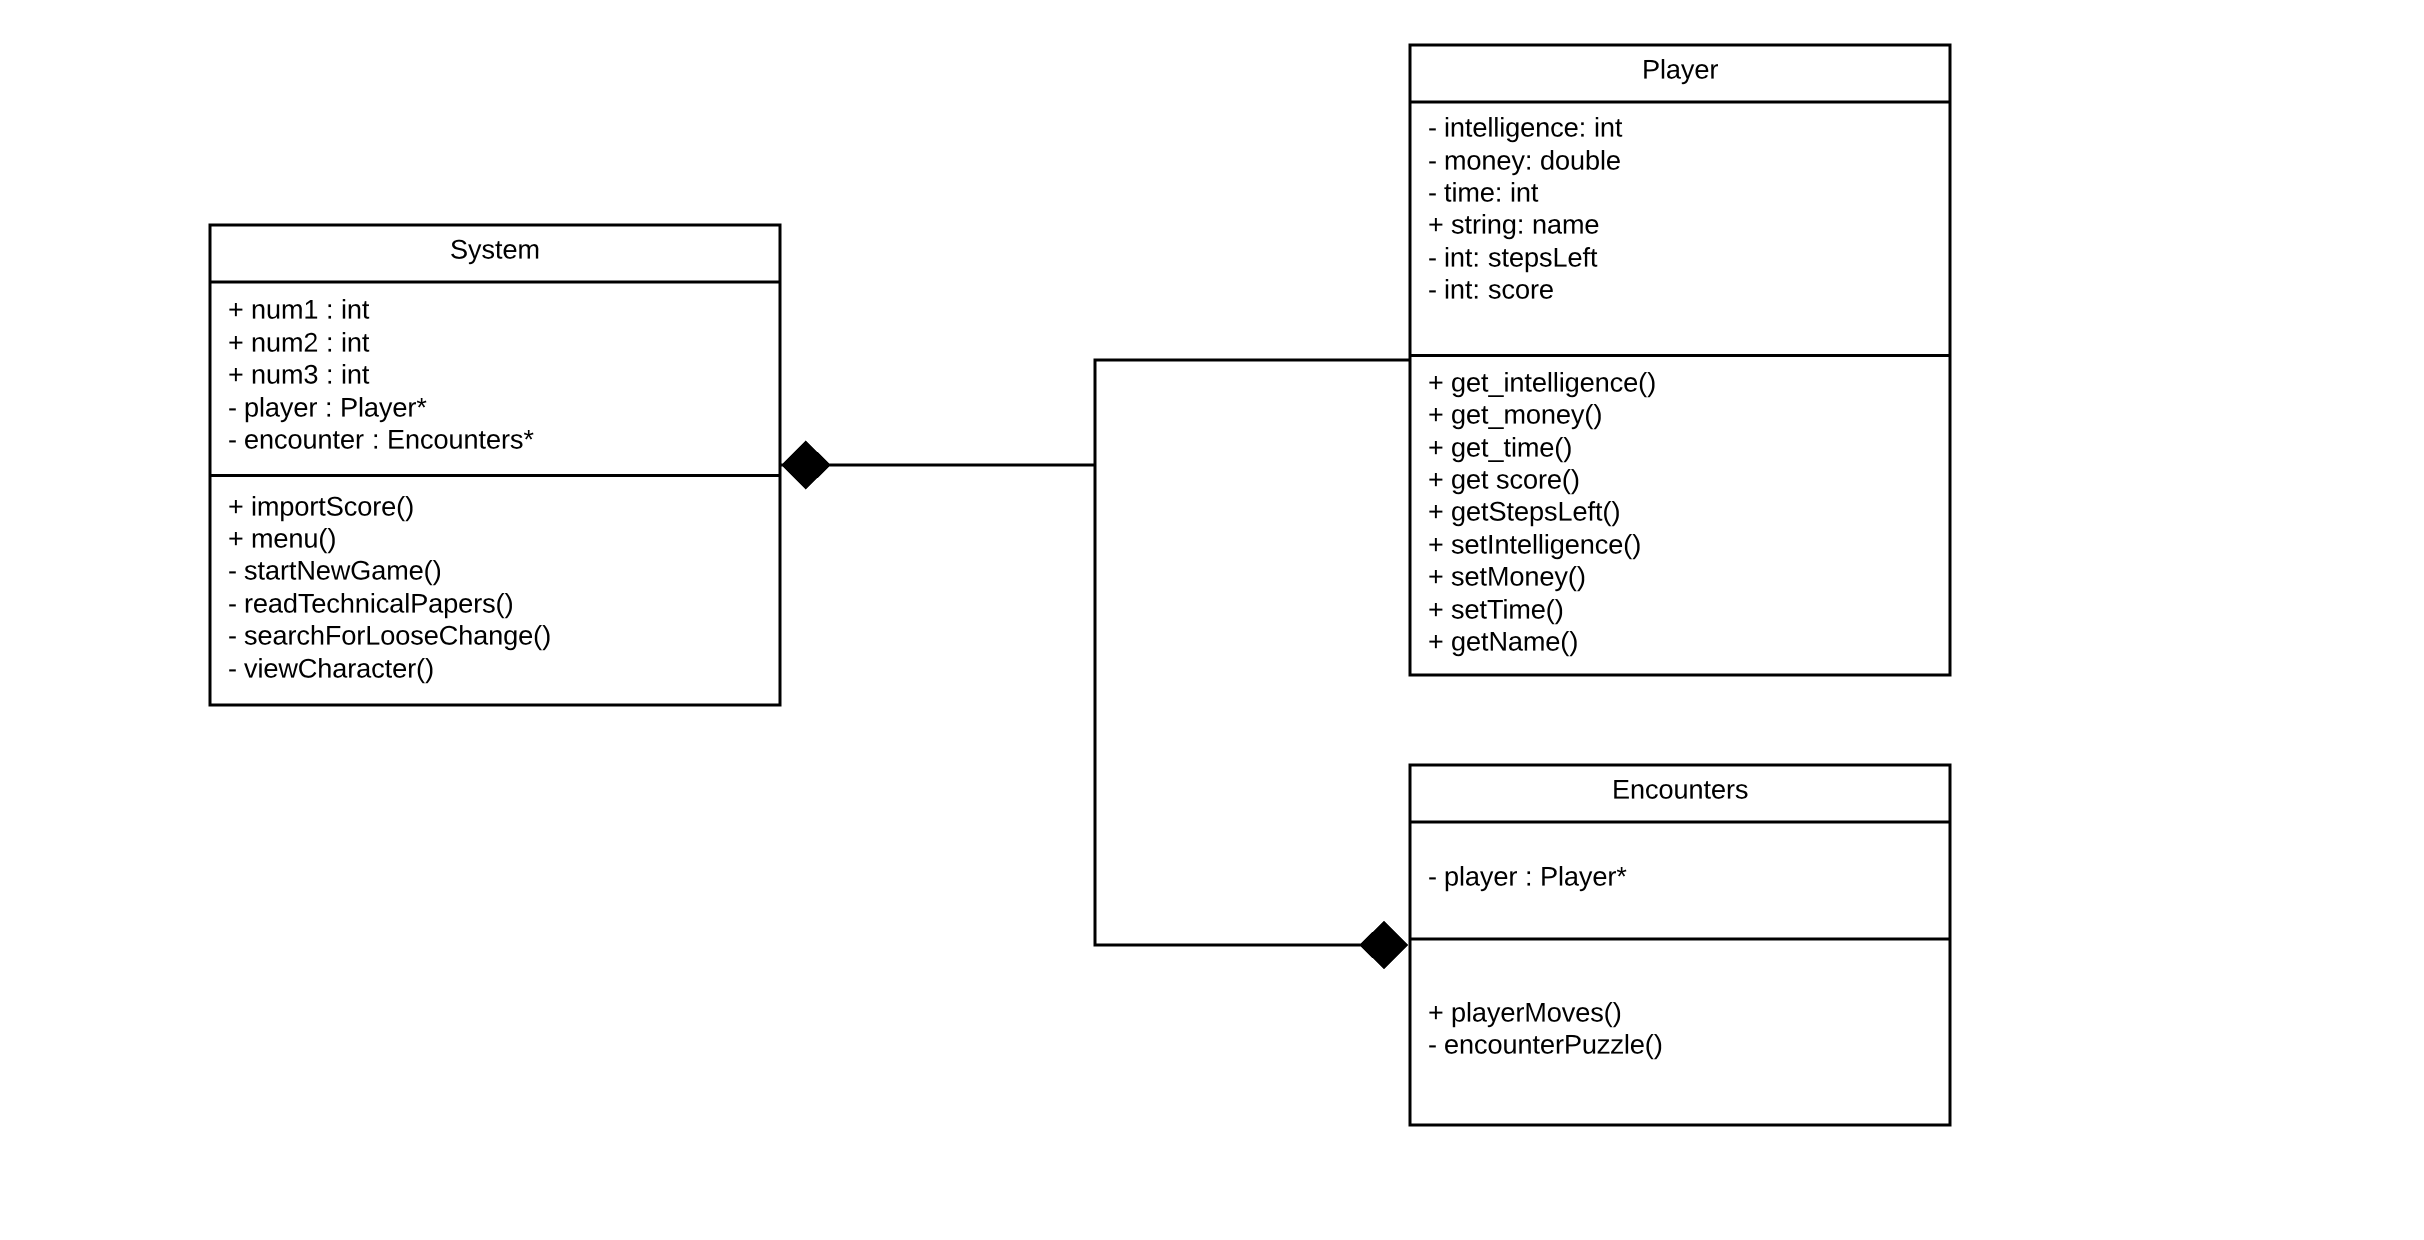 System
+ num1 : int
+ num2 : int
+ num3 : int
- player : Player*
- encounter : Encounters*
+ importScore()
+ menu()
- startNewGame()
- readTechnicalPapers()
- searchForLooseChange()
- viewCharacter()
Player
- intelligence: int
- money: double
- time: int
+ string: name
- int: stepsLeft
- int: score
+ get_intelligence()
+ get_money()
+ get_time()
+ get score()
+ getStepsLeft()
+ setIntelligence()
+ setMoney()
+ setTime()
+ getName()
Encounters
- player : Player*
+ playerMoves()
- encounterPuzzle()